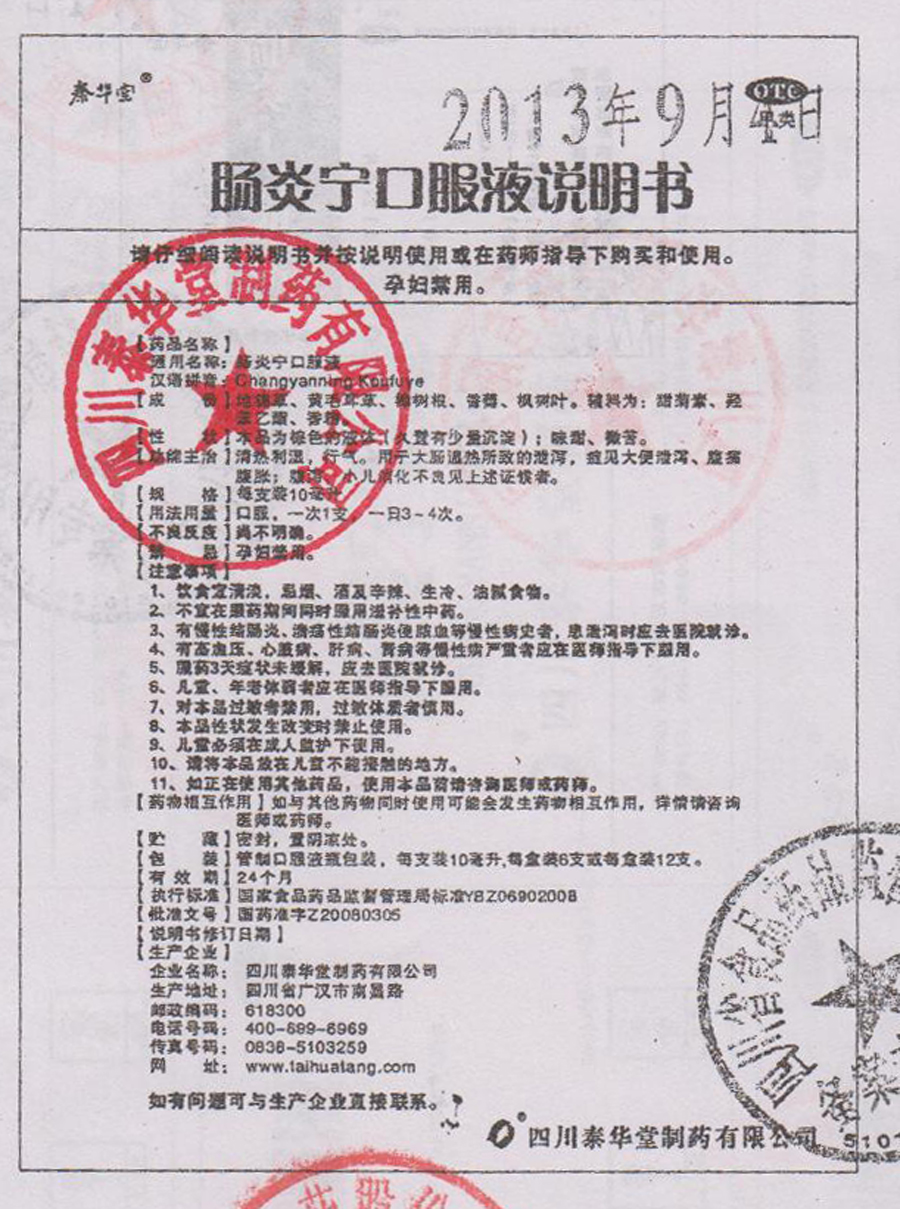 泰华堂®
OTC
甲类
2013年9月4日
肠炎宁口服液说明书
请仔细阅读说明书并按说明使用或在药师指导下购买和使用。
孕妇禁用。
四川泰华堂制药有限公司
【药品名称】
通用名称：肠炎宁口服液
汉语拼音：Changyanning Koufuye
【成　　份】地锦草、黄毛耳草、樟树根、香薷、枫树叶。辅料为：甜菊素、羟
苯乙酯、香精。
【性　　状】本品为棕色的液体（久置有少量沉淀）；味甜、微苦。
【功能主治】清热利湿，行气。用于大肠湿热所致的泄泻，症见大便泄泻、腹痛
腹胀；腹泻、小儿消化不良见上述证候者。
【规　　格】每支装10毫升
【用法用量】口服，一次1支，一日3~4次。
【不良反应】尚不明确。
【禁　　忌】孕妇禁用。
【注意事项】
1、饮食宜清淡，忌烟、酒及辛辣、生冷、油腻食物。
2、不宜在服药期间同时服用滋补性中药。
3、有慢性结肠炎、溃疡性结肠炎便脓血等慢性病史者，患泄泻时应去医院就诊。
4、有高血压、心脏病、肝病、肾病等慢性病严重者应在医师指导下服用。
5、服药3天症状未缓解，应去医院就诊。
6、儿童、年老体弱者应在医师指导下服用。
7、对本品过敏者禁用，过敏体质者慎用。
8、本品性状发生改变时禁止使用。
9、儿童必须在成人监护下使用。
10、请将本品放在儿童不能接触的地方。
11、如正在使用其他药品，使用本品前请咨询医师或药师。
【药物相互作用】如与其他药物同时使用可能会发生药物相互作用，详情请咨询
医师或药师。
【贮　　藏】密封，置阴凉处。
【包　　装】管制口服液瓶包装，每支装10毫升,每盒装6支或每盒装12支。
【有 效 期】24个月
【执行标准】国家食品药品监督管理局标准YBZ06902008
【批准文号】国药准字Z20080305
【说明书修订日期】
【生产企业】
企业名称：四川泰华堂制药有限公司
生产地址：四川省广汉市南昌路
邮政编码：618300
电话号码：400-699-6969
传真号码：0838-5103259
网　　址：www.taihuatang.com
如有问题可与生产企业直接联系。
四川泰华堂制药有限公司
四川省食品药品
5101
药股份